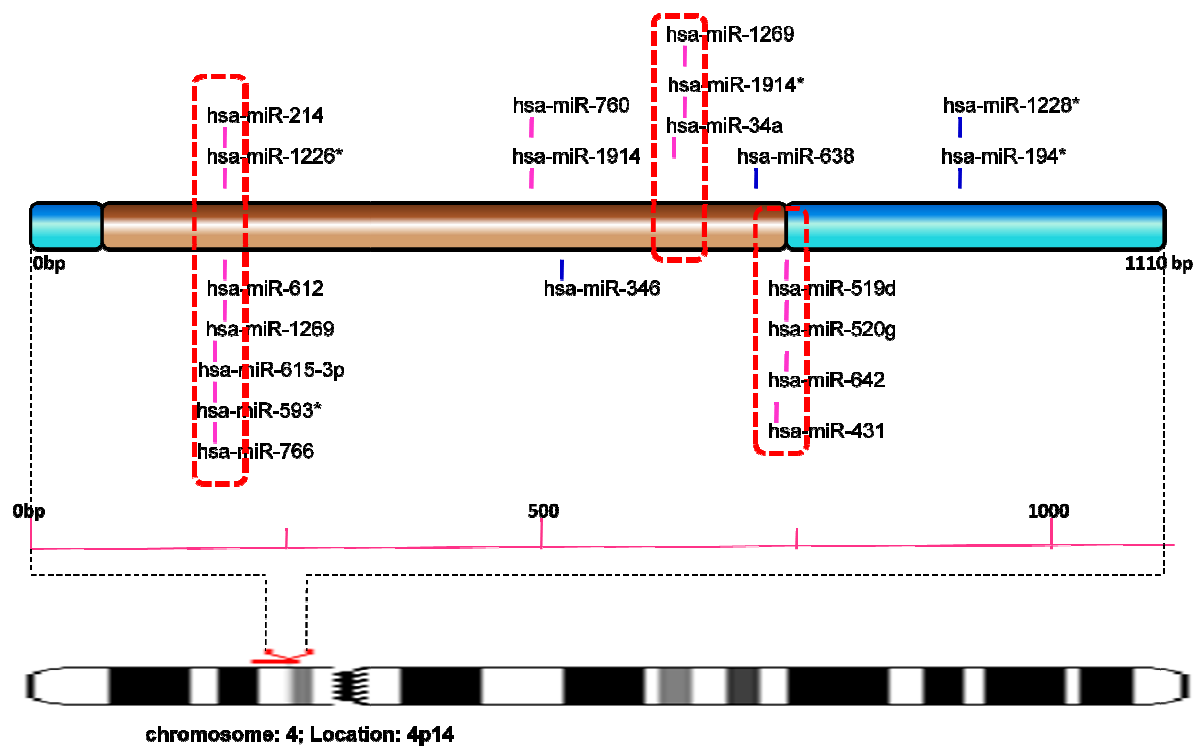 hsa-miR-1269
hsa-miR-1914*
hsa-miR-34a
hsa-miR-214
hsa-miR-1226*
hsa-miR-760
hsa-miR-1914
hsa-miR-638
hsa-miR-1228*
hsa-miR-194*
0bp
1110 bp
hsa-miR-612
hsa-miR-1269
hsa-miR-615-3p
hsa-miR-593*
hsa-miR-766
hsa-miR-346
hsa-miR-519d
hsa-miR-520g
hsa-miR-642
hsa-miR-431
0bp
500
1000
chromosome: 4; Location: 4p14